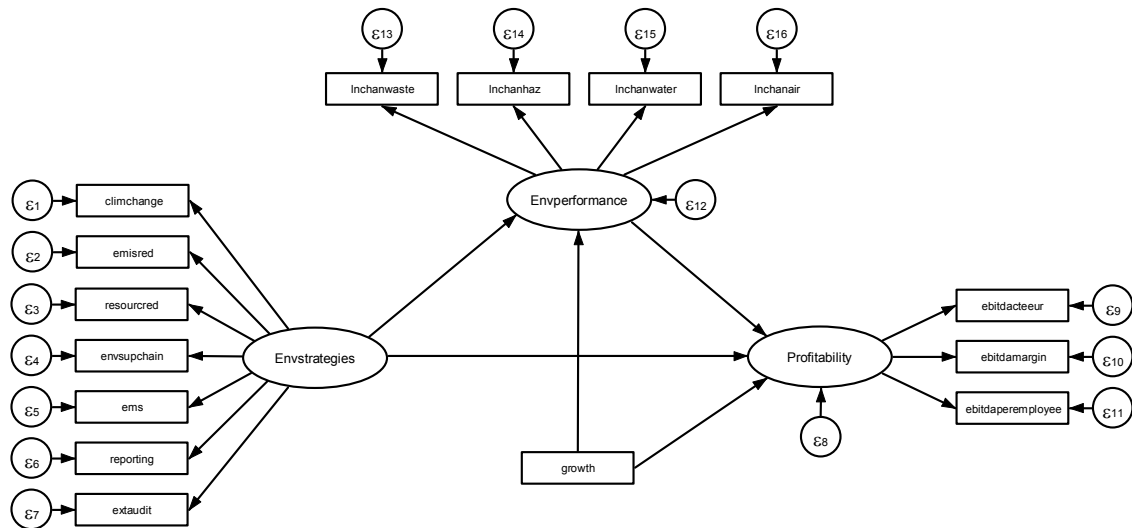 ε13
ε14
ε15
ε16
lnchanwaste
lnchanhaz
lnchanwater
lnchanair
Envperformance
ε12
ε1
climchange
ε2
emisred
ε3
resourcred
ε4
envsupchain
ε5
ems
ε6
reporting
ε7
extaudit
Envstrategies
Profitability
ε8
growth
ebitdacteeur
ε9
ebitdamargin
ε10
ebitdaperemployee
ε11